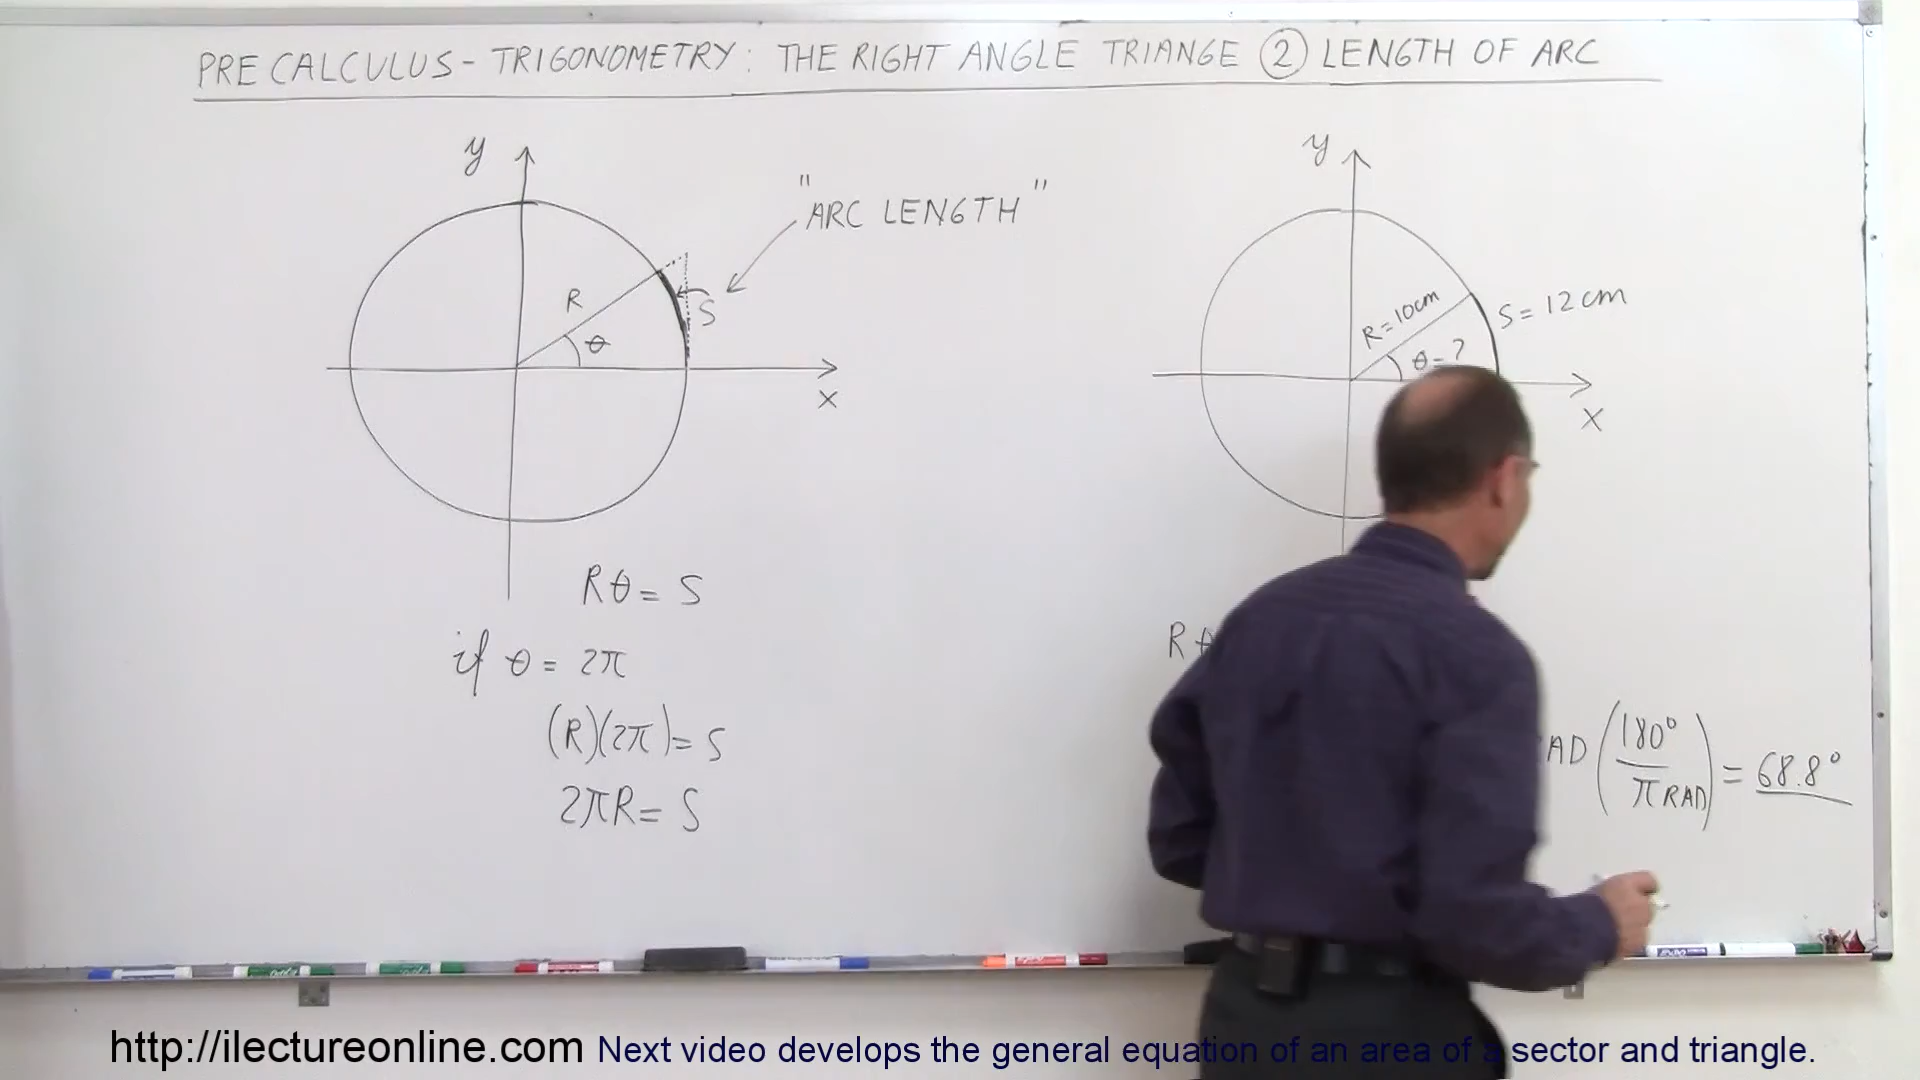 PRE CALCULUS - TRIGONOMETRY: THE RIGHT ANGLE TRIANGE ② LENGTH OF ARC
y
"ARC LENGTH"
R
S
θ
x
Rθ = S
if θ = 2π
(R)(2π) = S
2πR = S
y
R = 10cm
S = 12 cm
θ = ?
x
R θ
AD (180° / π RAD) = 68.8°
http://ilectureonline.com Next video develops the general equation of an area of a sector and triangle.